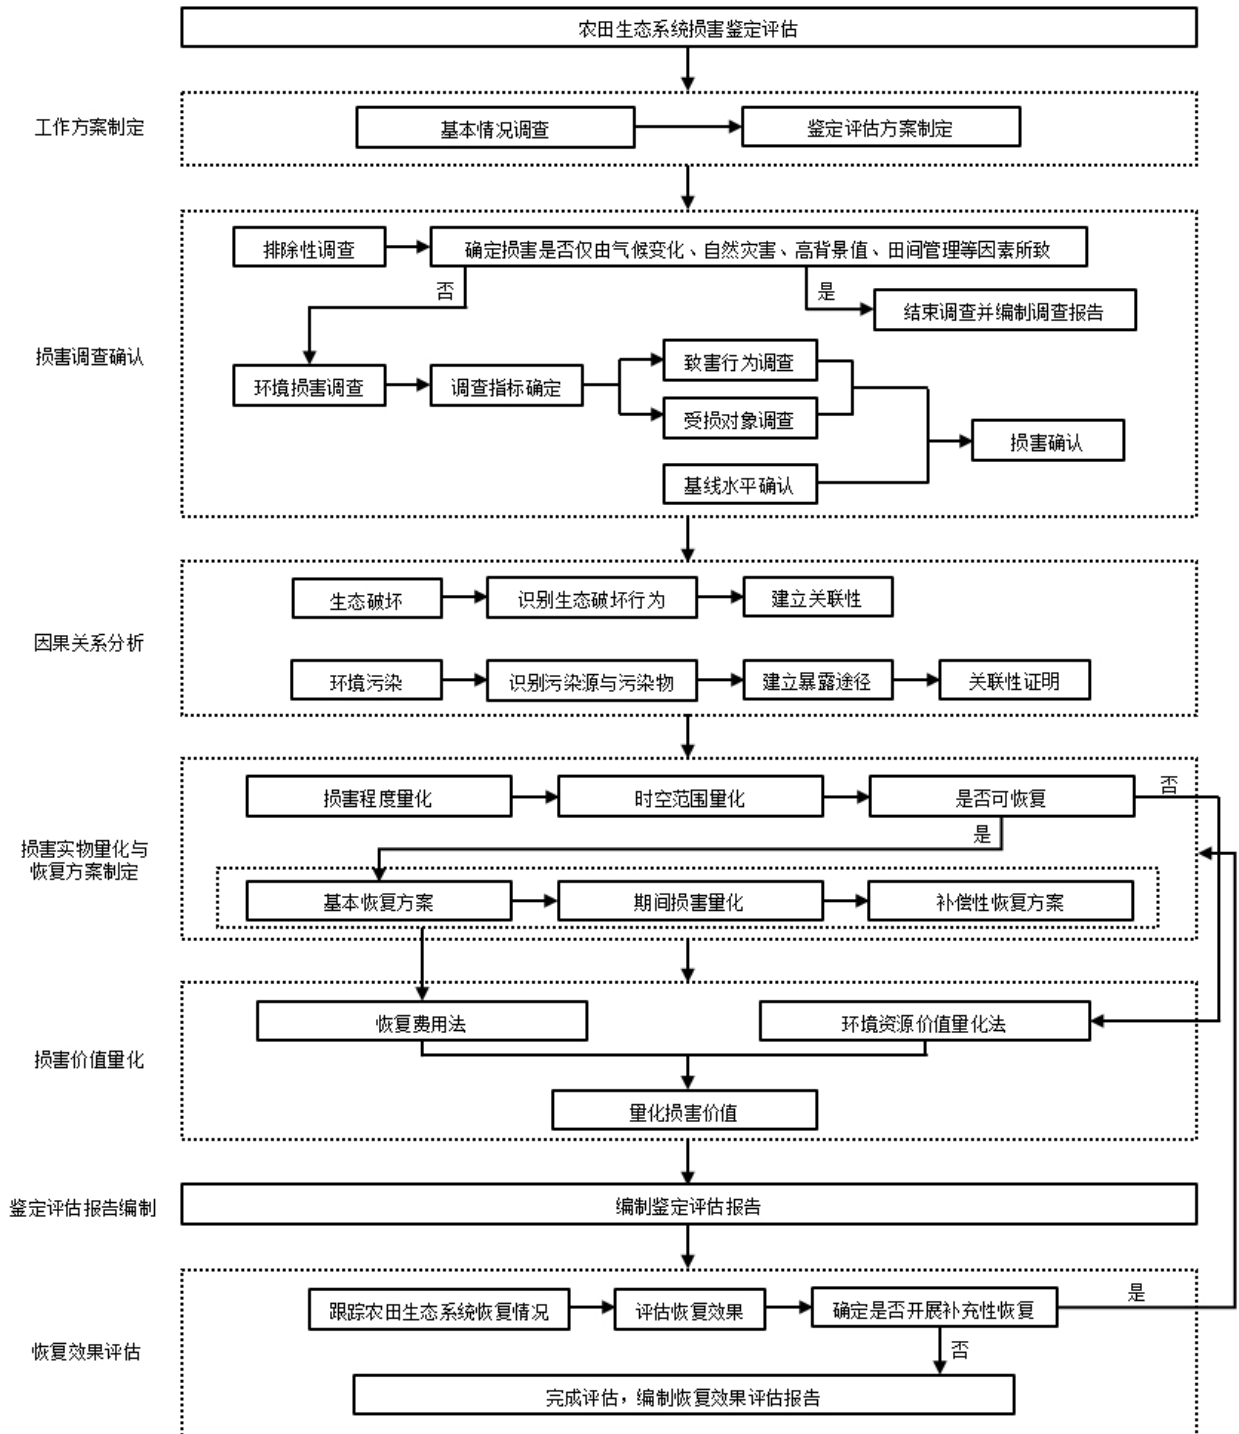 农田生态系统损害鉴定评估
工作方案制定
基本情况调查
鉴定评估方案制定
排除性调查
确定损害是否仅由气候变化、自然灾害、高背景值、田间管理等因素所致
否
是
结束调查并编制调查报告
损害调查确认
环境损害调查
调查指标确定
致害行为调查
受损对象调查
损害确认
基线水平确认
因果关系分析
生态破坏
识别生态破坏行为
建立关联性
环境污染
识别污染源与污染物
建立暴露途径
关联性证明
损害实物量化与
恢复方案制定
损害程度量化
时空范围量化
是否可恢复
否
是
基本恢复方案
期间损害量化
补偿性恢复方案
损害价值量化
恢复费用法
环境资源价值量化法
量化损害价值
鉴定评估报告编制
编制鉴定评估报告
恢复效果评估
跟踪农田生态系统恢复情况
评估恢复效果
确定是否开展补充性恢复
是
否
完成评估，编制恢复效果评估报告